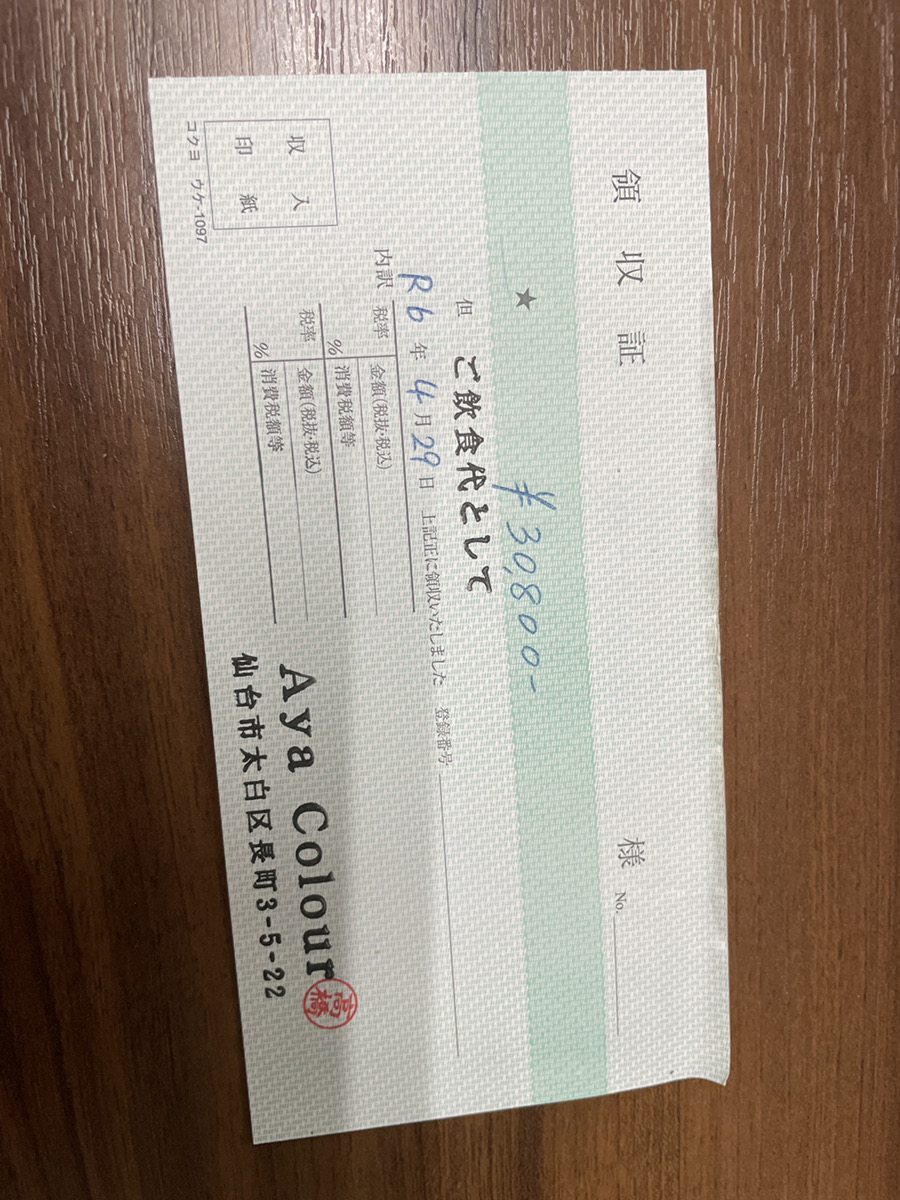 領収証
様 No.
★ ¥30,800-
但 ご飲食代として
R6年4月29日 上記正に領収いたしました 登録番号
内訳
税率 % 金額(税抜・税込)
消費税額等
税率 % 金額(税抜・税込)
消費税額等
収入
印紙
コクヨ ウケ-1097
Aya Colour
高橋
仙台市太白区長町3-5-22